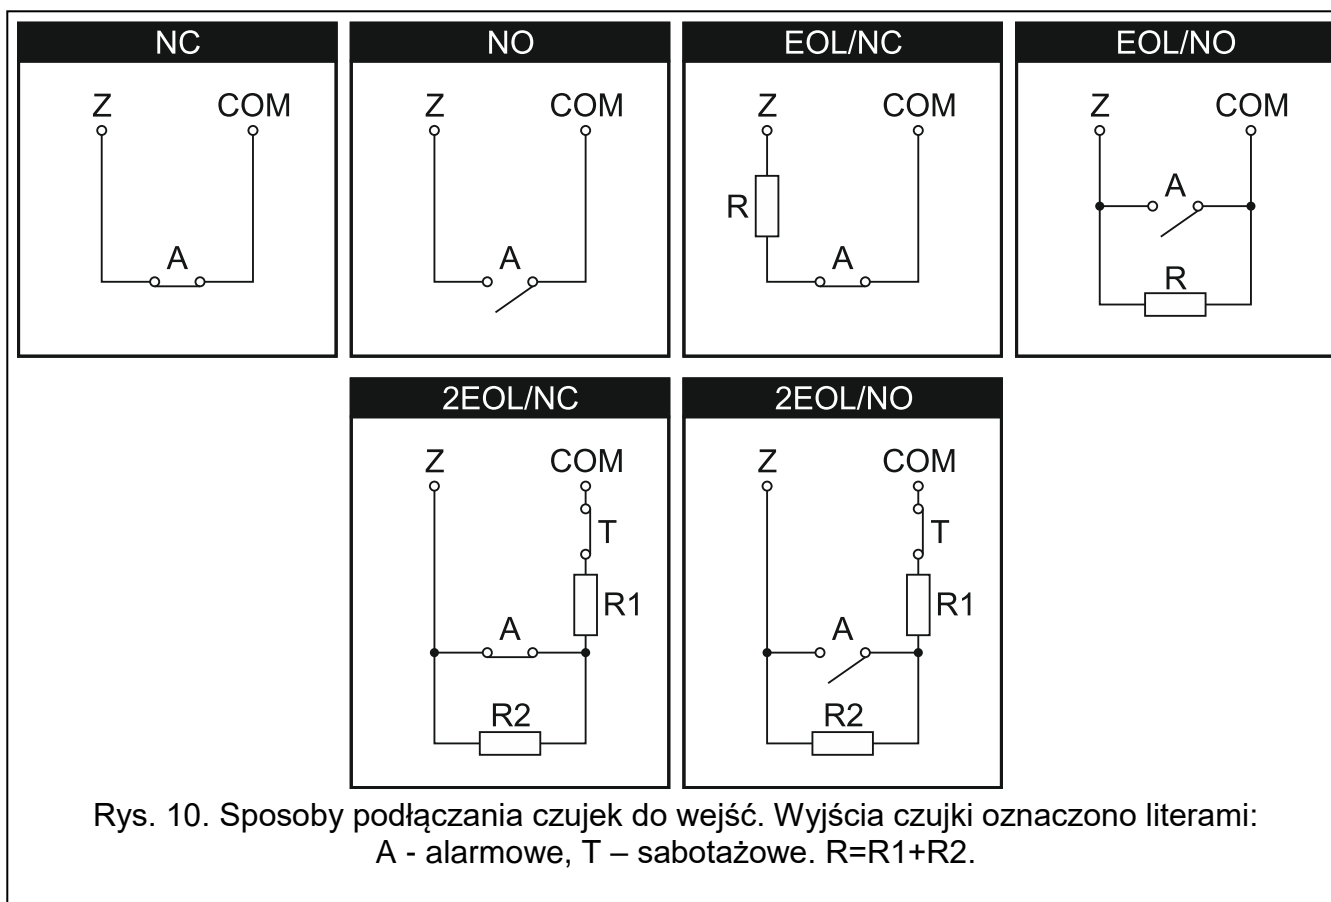 NC NO EOL/NC EOL/NO
Z COM Z COM Z COM Z COM
A
R
A A R A
2EOL/NC 2EOL/NO
Z COM Z COM
T T
R1 R1
A A
R2 R2
Rys. 10. Sposoby podłączania czujek do wejść. Wyjścia czujki oznaczono literami:
A - alarmowe, T – sabotażowe. R=R1+R2.